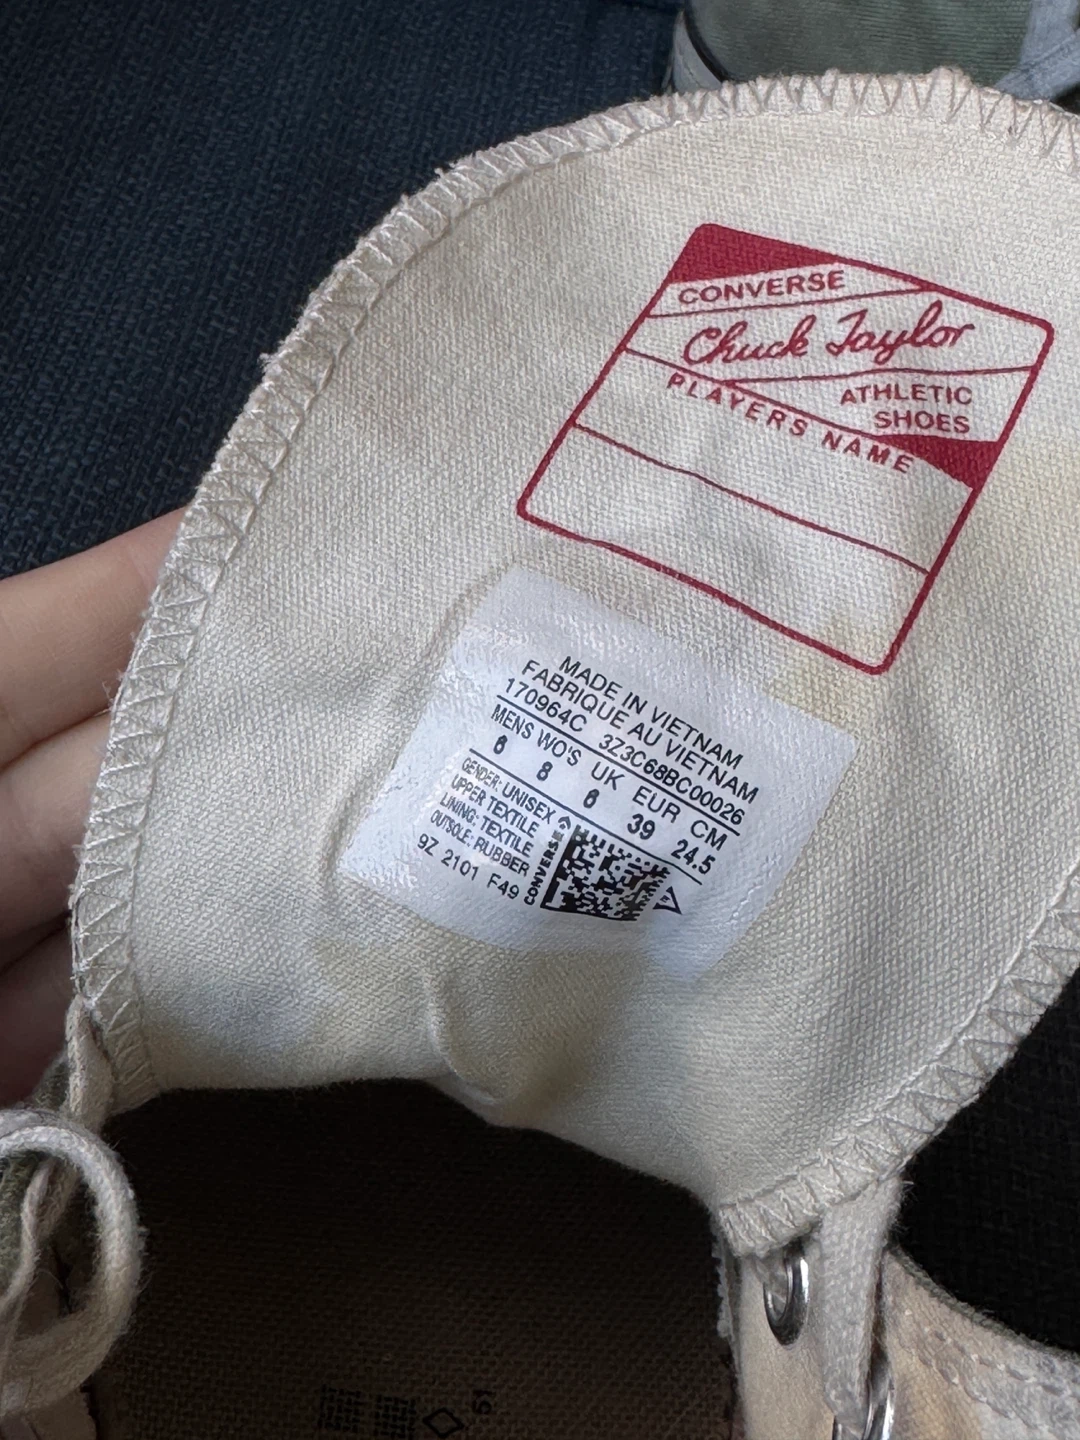 CONVERSE
Chuck Taylor
ATHLETIC
SHOES
PLAYERS NAME
MADE IN VIETNAM
FABRIQUE AU VIETNAM
170964C 3Z3C68BC00026
MENS WO'S UK EUR CM
6 8 6 39 24.5
GENDER: UNISEX
UPPER TEXTILE
LINING: TEXTILE
OUTSOLE: RUBBER
9Z 2101 F49
CONVERSE
51